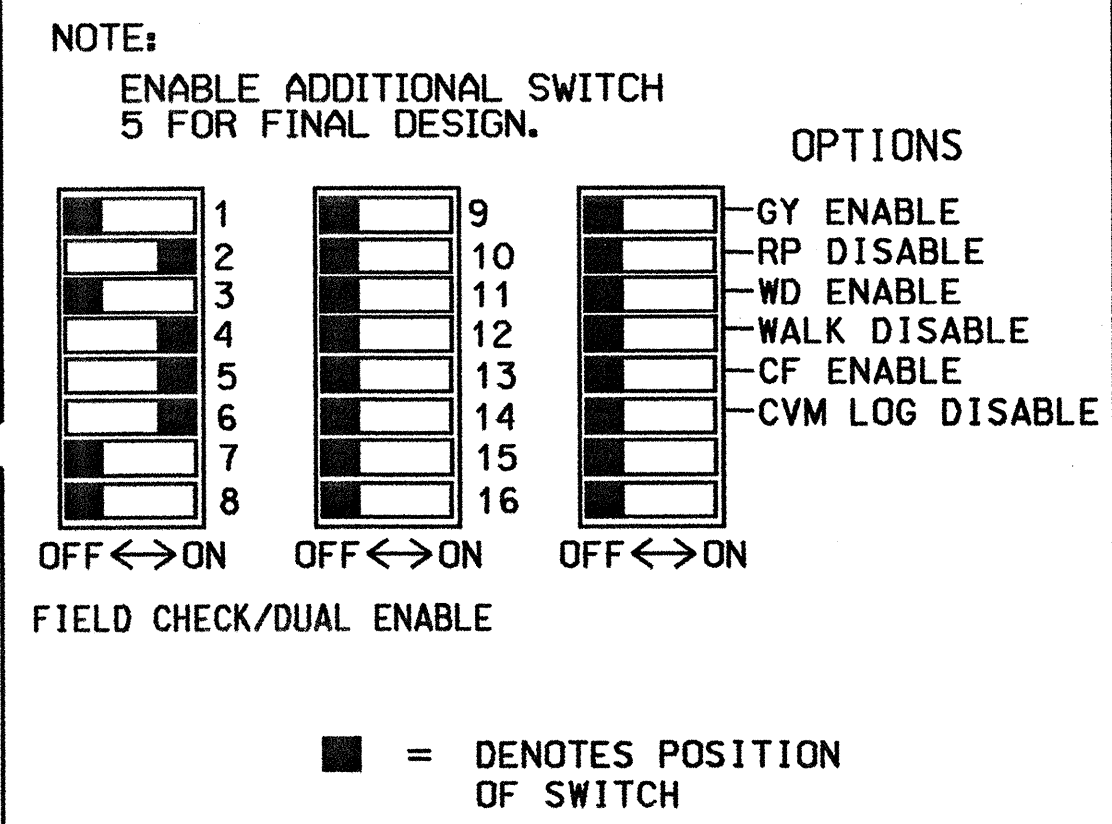 NOTE:
ENABLE ADDITIONAL SWITCH
5 FOR FINAL DESIGN.
OPTIONS
1
2
3
4
5
6
7
8
OFF ↔ ON
9
10
11
12
13
14
15
16
OFF ↔ ON
GY ENABLE
RP DISABLE
WD ENABLE
WALK DISABLE
CF ENABLE
CVM LOG DISABLE
OFF ↔ ON
FIELD CHECK/DUAL ENABLE
= DENOTES POSITION
OF SWITCH